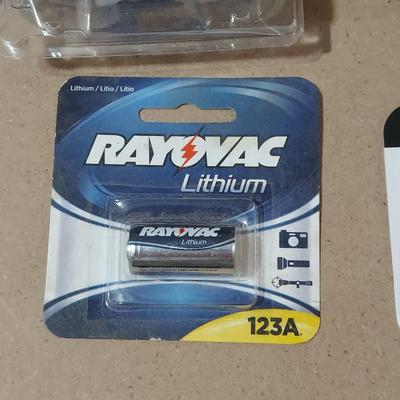 Lithium / Litio / Lítio
RAYOVAC
Lithium
RAYOVAC
Lithium
123A